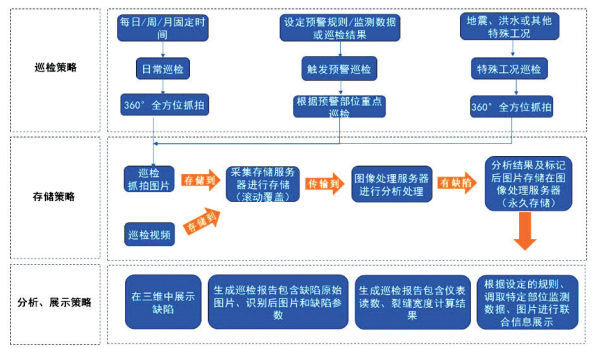 巡检策略
每日/周/月固定时
间
设定预警规则/监测数据
或巡检结果
地震、洪水或其他
特殊工况
日常巡检
触发预警巡检
特殊工况巡检
360°全方位抓拍
根据预警部位重点
巡检
360°全方位抓拍
存储策略
巡检
抓拍图片
存储到
采集存储服务
器进行存储
（滚动覆盖）
传输到
图像处理服务器
进行分析处理
有缺陷
分析结果及标记
后图片存储在图
像处理服务器
（永久存储）
巡检视频
存储到
分析、展示策略
在三维中展示
缺陷
生成巡检报告包含缺陷原始
图片、识别后图片和缺陷参
数
生成巡检报告包含仪表
读数、裂缝宽度计算结
果
根据设定的规则、
调取特定部位监测
数据、图片进行联
合信息展示